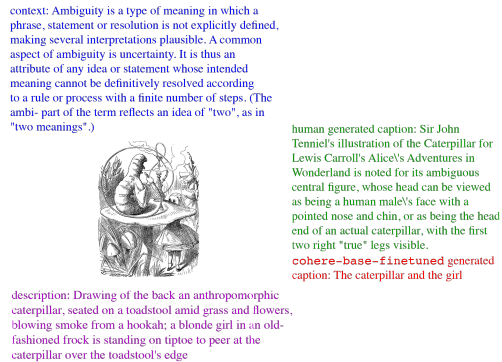 context: Ambiguity is a type of meaning in which a
phrase, statement or resolution is not explicitly defined,
making several interpretations plausible. A common
aspect of ambiguity is uncertainty. It is thus an
attribute of any idea or statement whose intended
meaning cannot be definitively resolved according
to a rule or process with a finite number of steps. (The
ambi- part of the term reflects an idea of "two", as in
"two meanings".)
human generated caption: Sir John
Tenniel's illustration of the Caterpillar for
Lewis Carroll's Alice\'s Adventures in
Wonderland is noted for its ambiguous
central figure, whose head can be viewed
as being a human male\'s face with a
pointed nose and chin, or as being the head
end of an actual caterpillar, with the first
two right "true" legs visible.
cohere-base-finetuned generated
caption: The caterpillar and the girl
description: Drawing of the back an anthropomorphic
caterpillar, seated on a toadstool amid grass and flowers,
blowing smoke from a hookah; a blonde girl in an old-
fashioned frock is standing on tiptoe to peer at the
caterpillar over the toadstool's edge